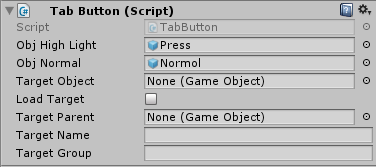 Tab Button (Script)
Script TabButton
Obj High Light Press
Obj Normal Normol
Target Object None (Game Object)
Load Target
Target Parent None (Game Object)
Target Name
Target Group